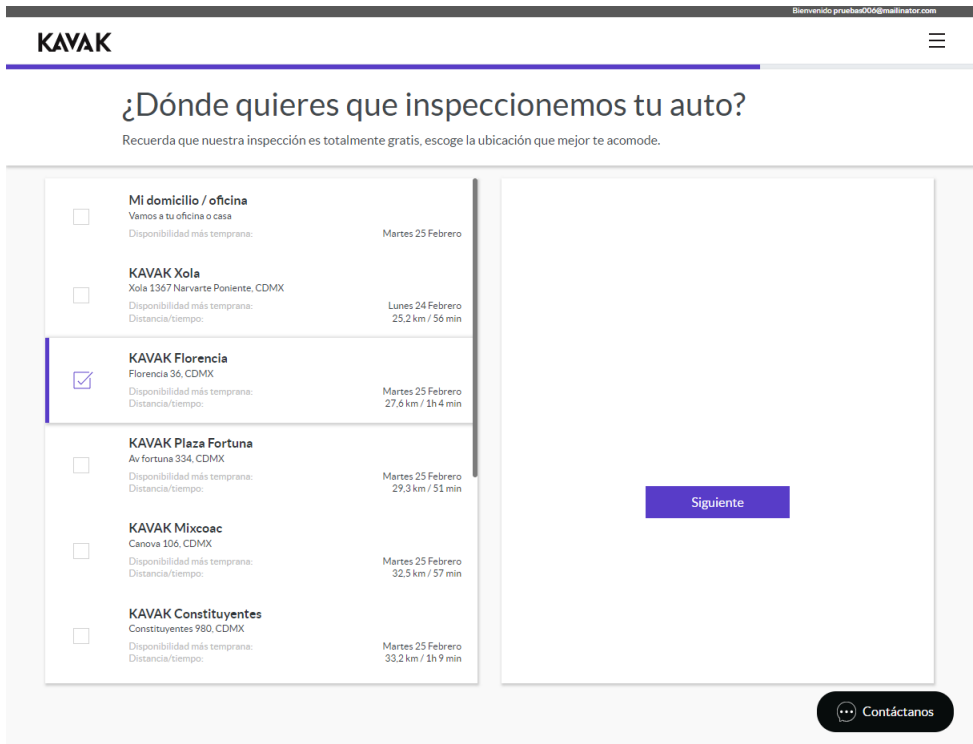 Bienvenido pruebas006@mailinator.com
KAVAK
¿Dónde quieres que inspeccionemos tu auto?
Recuerda que nuestra inspección es totalmente gratis, escoge la ubicación que mejor te acomode.
Mi domicilio / oficina
Vamos a tu oficina o casa
Disponibilidad más temprana: Martes 25 Febrero
KAVAK Xola
Xola 1367 Narvarte Poniente, CDMX
Disponibilidad más temprana: Lunes 24 Febrero
Distancia/tiempo: 25,2 km / 56 min
KAVAK Florencia
Florencia 36, CDMX
Disponibilidad más temprana: Martes 25 Febrero
Distancia/tiempo: 27,6 km / 1h 4 min
KAVAK Plaza Fortuna
Av fortuna 334, CDMX
Disponibilidad más temprana: Martes 25 Febrero
Distancia/tiempo: 29,3 km / 51 min
KAVAK Mixcoac
Canova 106, CDMX
Disponibilidad más temprana: Martes 25 Febrero
Distancia/tiempo: 32,5 km / 57 min
KAVAK Constituyentes
Constituyentes 980, CDMX
Disponibilidad más temprana: Martes 25 Febrero
Distancia/tiempo: 33,2 km / 1h 9 min
Siguiente
Contáctanos